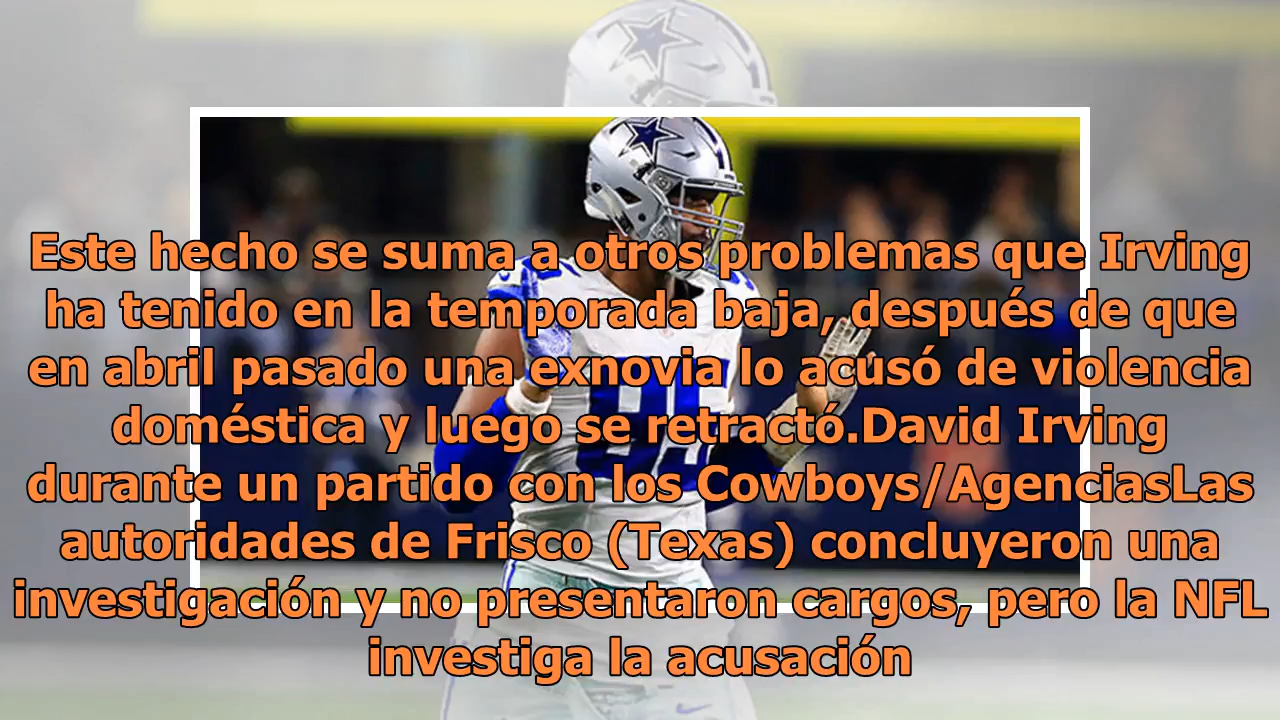 Este hecho se suma a otros problemas que Irving
ha tenido en la temporada baja, después de que
en abril pasado una exnovia lo acusó de violencia
doméstica y luego se retractó.David Irving
durante un partido con los Cowboys/AgenciasLas
autoridades de Frisco (Texas) concluyeron una
investigación y no presentaron cargos, pero la NFL
investiga la acusación